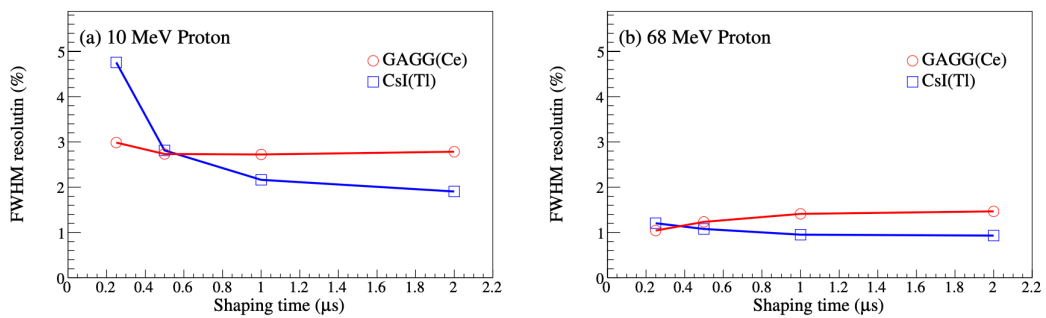 (a) 10 MeV Proton
GAGG(Ce)
CsI(Tl)
FWHM resolutin (%)
5
4
3
2
1
0
0 0.2 0.4 0.6 0.8 1 1.2 1.4 1.6 1.8 2 2.2
Shaping time (μs)
(b) 68 MeV Proton
GAGG(Ce)
CsI(Tl)
FWHM resolutin (%)
5
4
3
2
1
0
0 0.2 0.4 0.6 0.8 1 1.2 1.4 1.6 1.8 2 2.2
Shaping time (μs)